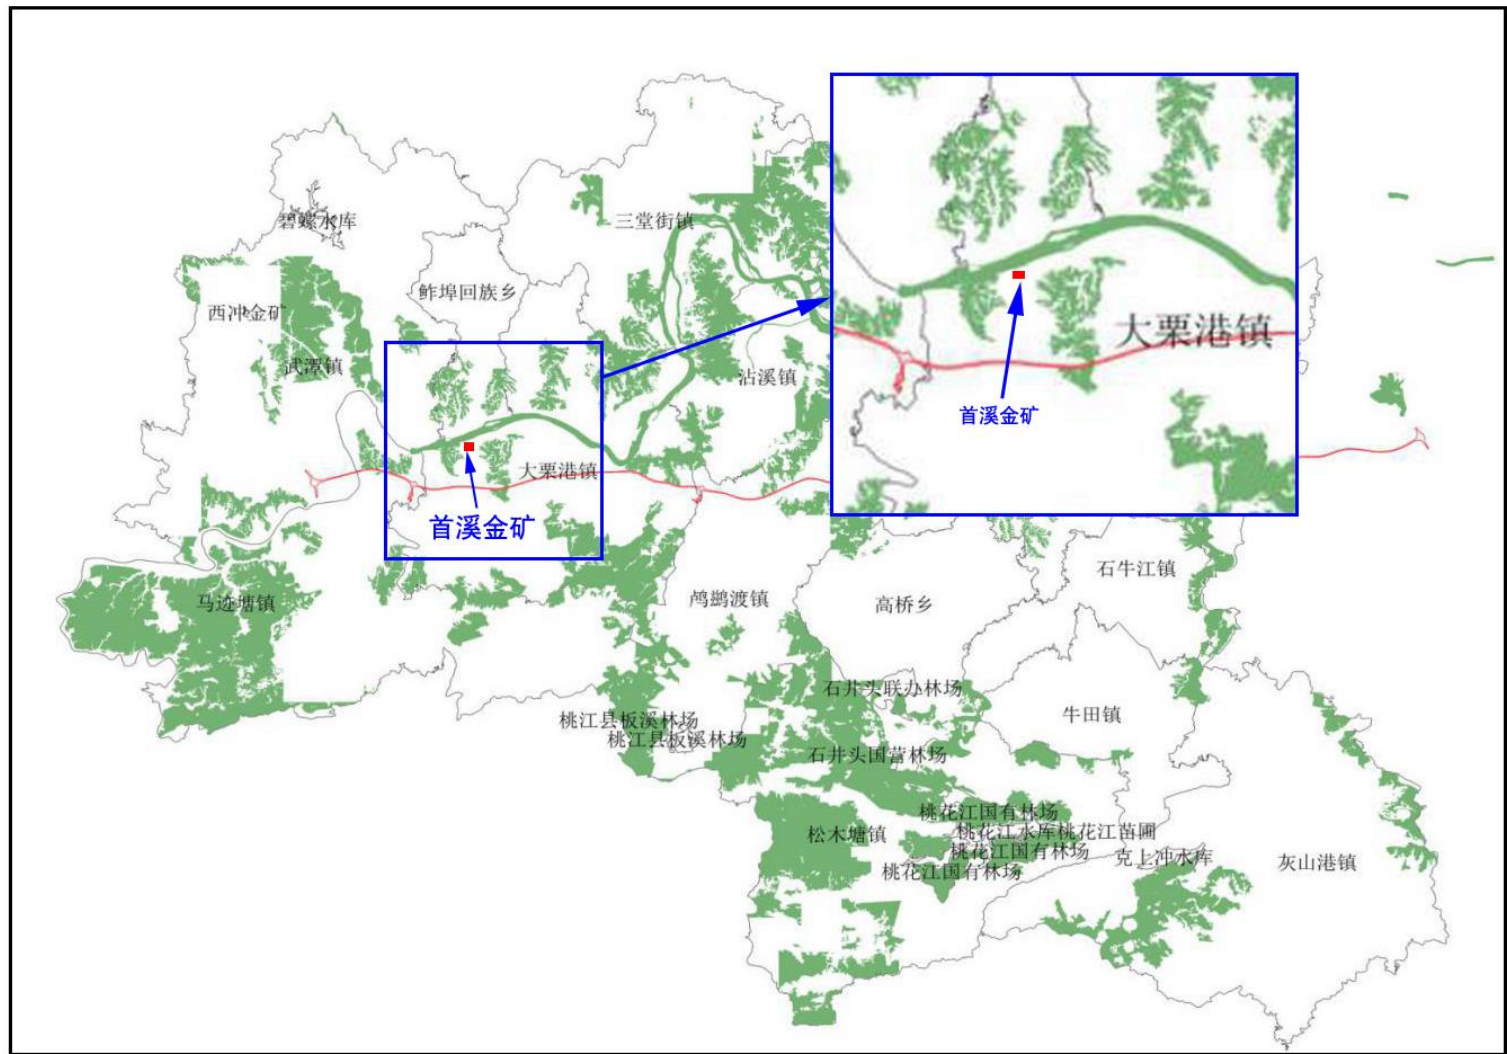 三堂街镇
碧螺水库
鲊埠回族乡
西冲金矿
武潭镇
沾溪镇
大栗港镇
首溪金矿
大栗港镇
首溪金矿
马迹塘镇
鸬鹚渡镇
高桥乡
石牛江镇
石井头联办林场
牛田镇
桃江县板溪林场
桃江县板溪林场
石井头国营林场
桃花江国有林场
松木塘镇
桃花江水库桃花江苗圃
桃花江国有林场
克上冲水库
灰山港镇
桃花江国有林场